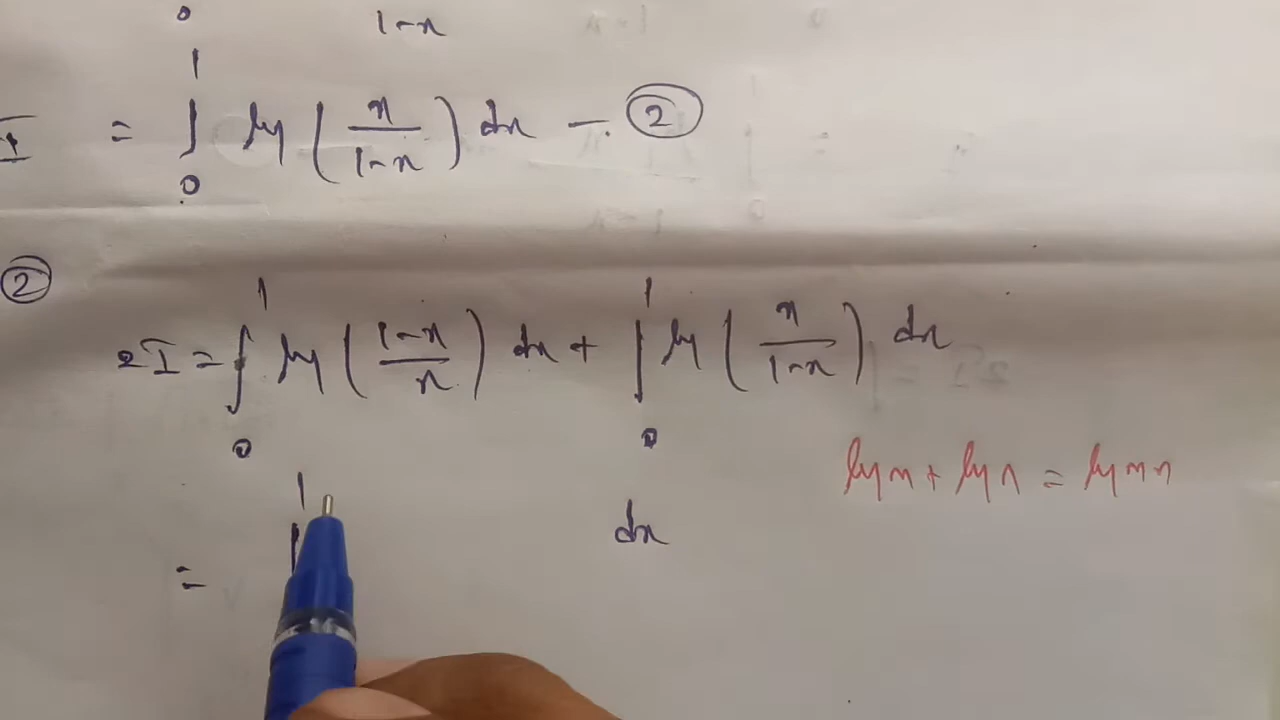 0 1-x
I = ∫₀¹ log (x/(1-x)) dx — ②
②
2I = ∫₀¹ log ((1-x)/x) dx + ∫₀¹ log (x/(1-x)) dx
log m + log n = log mn
= ∫¹ dx